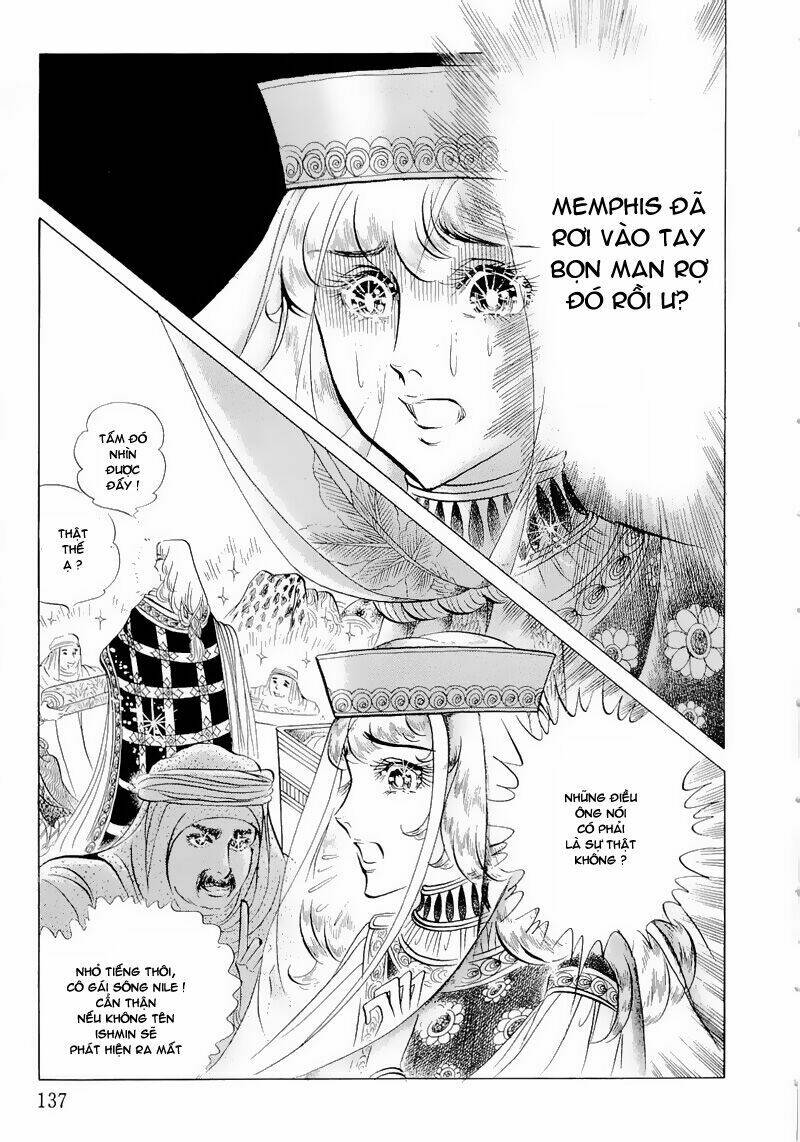 MEMPHIS ĐÃ
RƠI VÀO TAY
BỌN MAN RỢ
ĐÓ RỒI Ư?
TẤM ĐÓ
NHÌN
ĐƯỢC
ĐẤY !
THẬT
THẾ
Ạ ?
NHỮNG ĐIỀU
ÔNG NÓI
CÓ PHẢI
LÀ SỰ THẬT
KHÔNG ?
NHỎ TIẾNG THÔI,
CÔ GÁI SÔNG NILE !
CẨN THẬN
NẾU KHÔNG TÊN
ISHMIN SẼ
PHÁT HIỆN RA MẤT
137